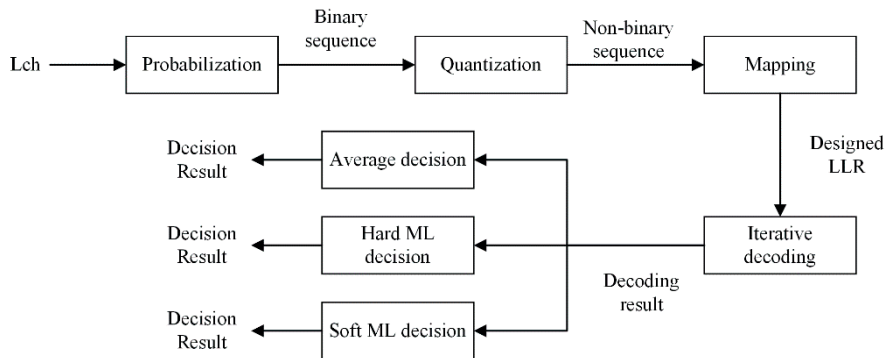 Lch
Probabilization
Binary
sequence
Quantization
Non-binary
sequence
Mapping
Designed
LLR
Iterative
decoding
Decoding
result
Average decision
Decision
Result
Hard ML
decision
Decision
Result
Soft ML decision
Decision
Result